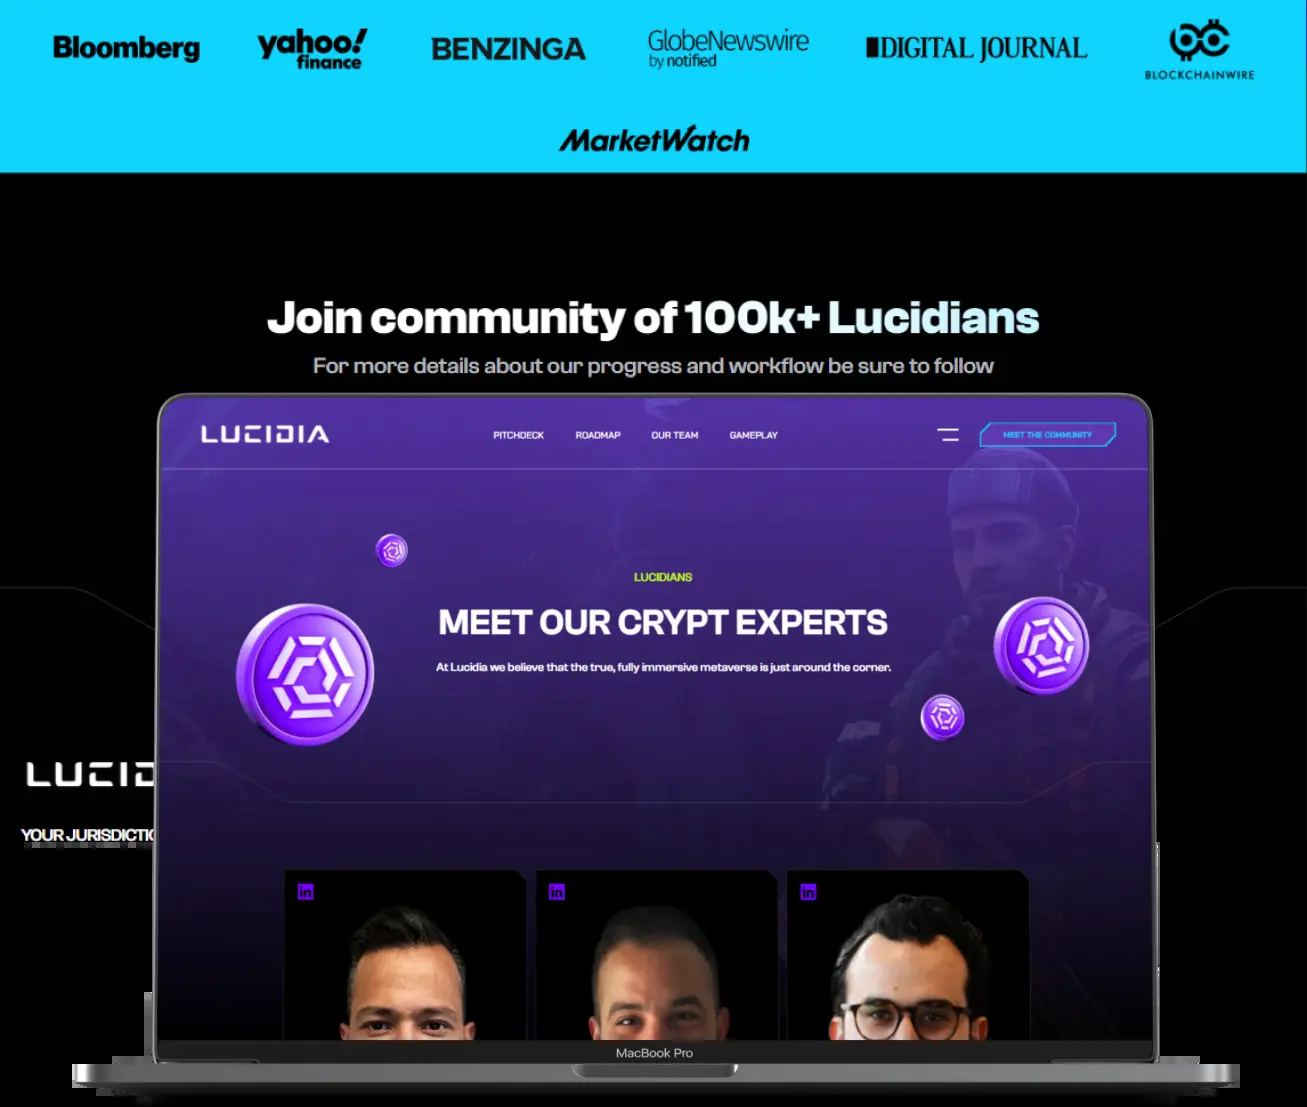 Bloomberg
yahoo!
finance
BENZINGA
GlobeNewswire
by notified
DIGITAL JOURNAL
BLOCKCHAINWIRE
MarketWatch
Join community of 100k+ Lucidians
For more details about our progress and workflow be sure to follow
LUCIDIA
PITCHDECK
ROADMAP
OUR TEAM
GAMEPLAY
MEET THE COMMUNITY
LUCIDIANS
MEET OUR CRYPT EXPERTS
At Lucidia we believe that the true, fully immersive metaverse is just around the corner.
LUCID
YOUR JURISDICTIO
in
in
in
MacBook Pro